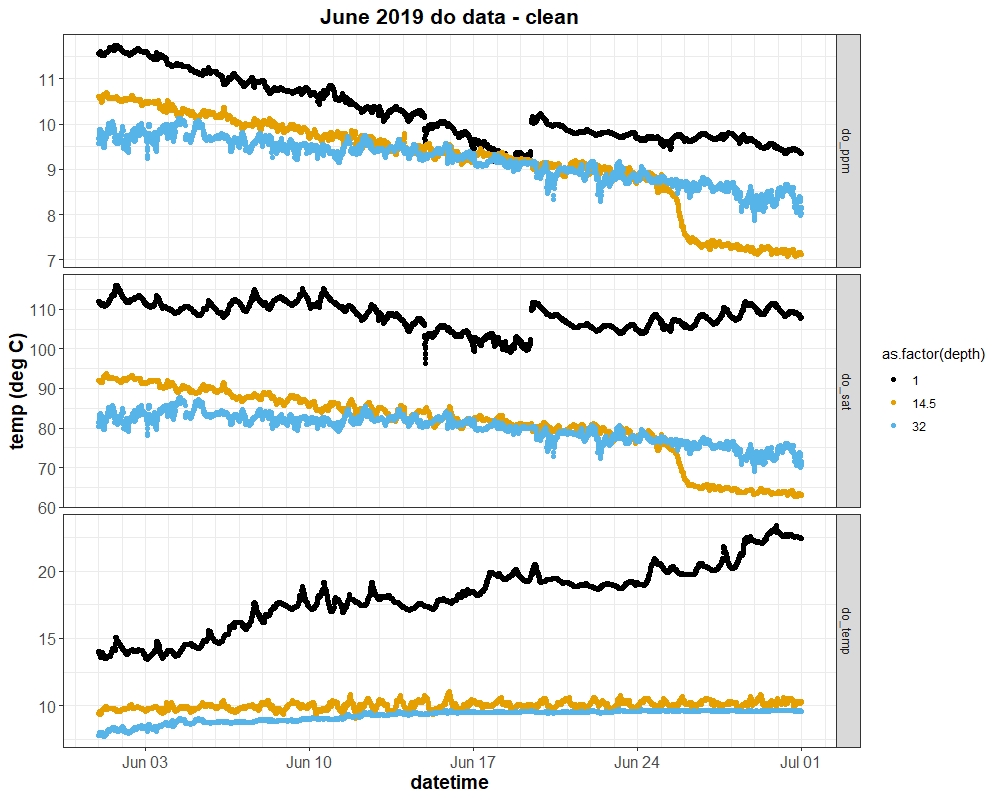 June 2019 do data - clean
11
10
9
8
7
do_ppm
110
100
90
80
70
60
do_sat
20
15
10
do_temp
temp (deg C)
Jun 03 Jun 10 Jun 17 Jun 24 Jul 01
datetime
as.factor(depth)
1
14.5
32